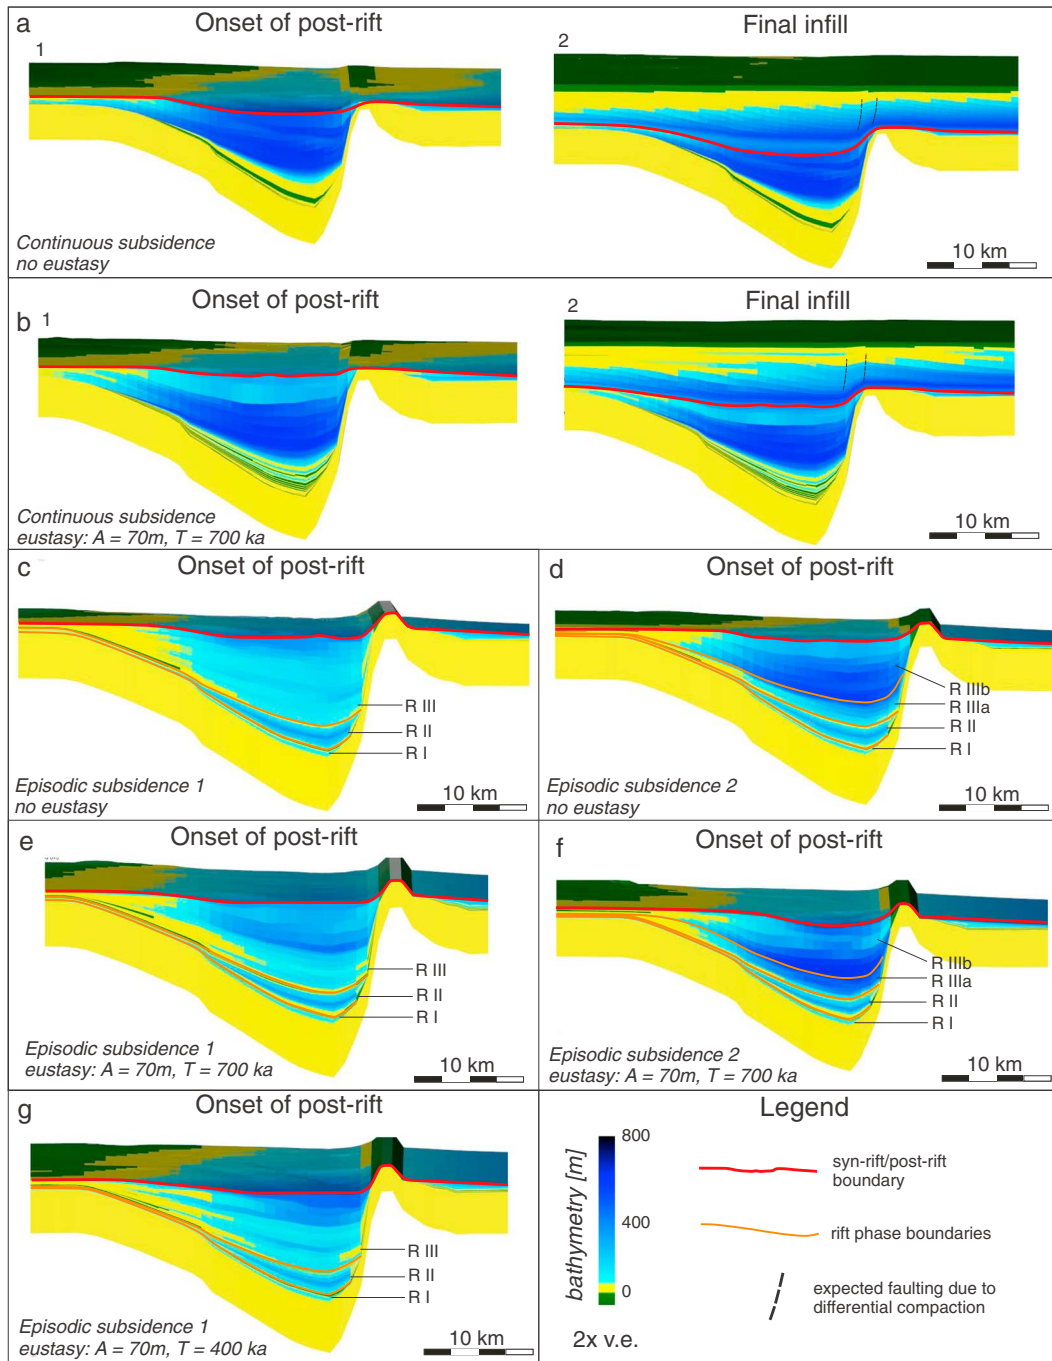 a
Onset of post-rift
1
Final infill
2
Continuous subsidence
no eustasy
10 km
b
Onset of post-rift
1
Final infill
2
Continuous subsidence
eustasy: A = 70m, T = 700 ka
10 km
c
Onset of post-rift
R III
R II
R I
Episodic subsidence 1
no eustasy
10 km
d
Onset of post-rift
R IIIb
R IIIa
R II
R I
Episodic subsidence 2
no eustasy
10 km
e
Onset of post-rift
R III
R II
R I
Episodic subsidence 1
eustasy: A = 70m, T = 700 ka
10 km
f
Onset of post-rift
R IIIb
R IIIa
R II
R I
Episodic subsidence 2
eustasy: A = 70m, T = 700 ka
10 km
g
Onset of post-rift
R III
R II
R I
Episodic subsidence 1
eustasy: A = 70m, T = 400 ka
10 km
Legend
bathymetry [m]
800
400
0
2x v.e.
syn-rift/post-rift
boundary
rift phase boundaries
expected faulting due to
differential compaction